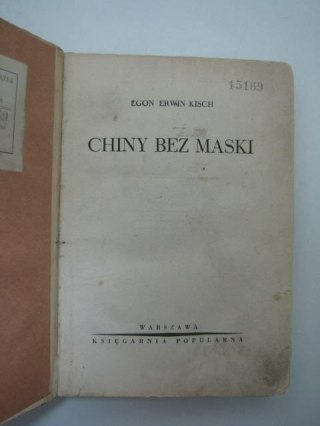 15169
EGON ERWIN KISCH
CHINY BEZ MASKI
WARSZAWA
KSIĘGARNIA POPULARNA